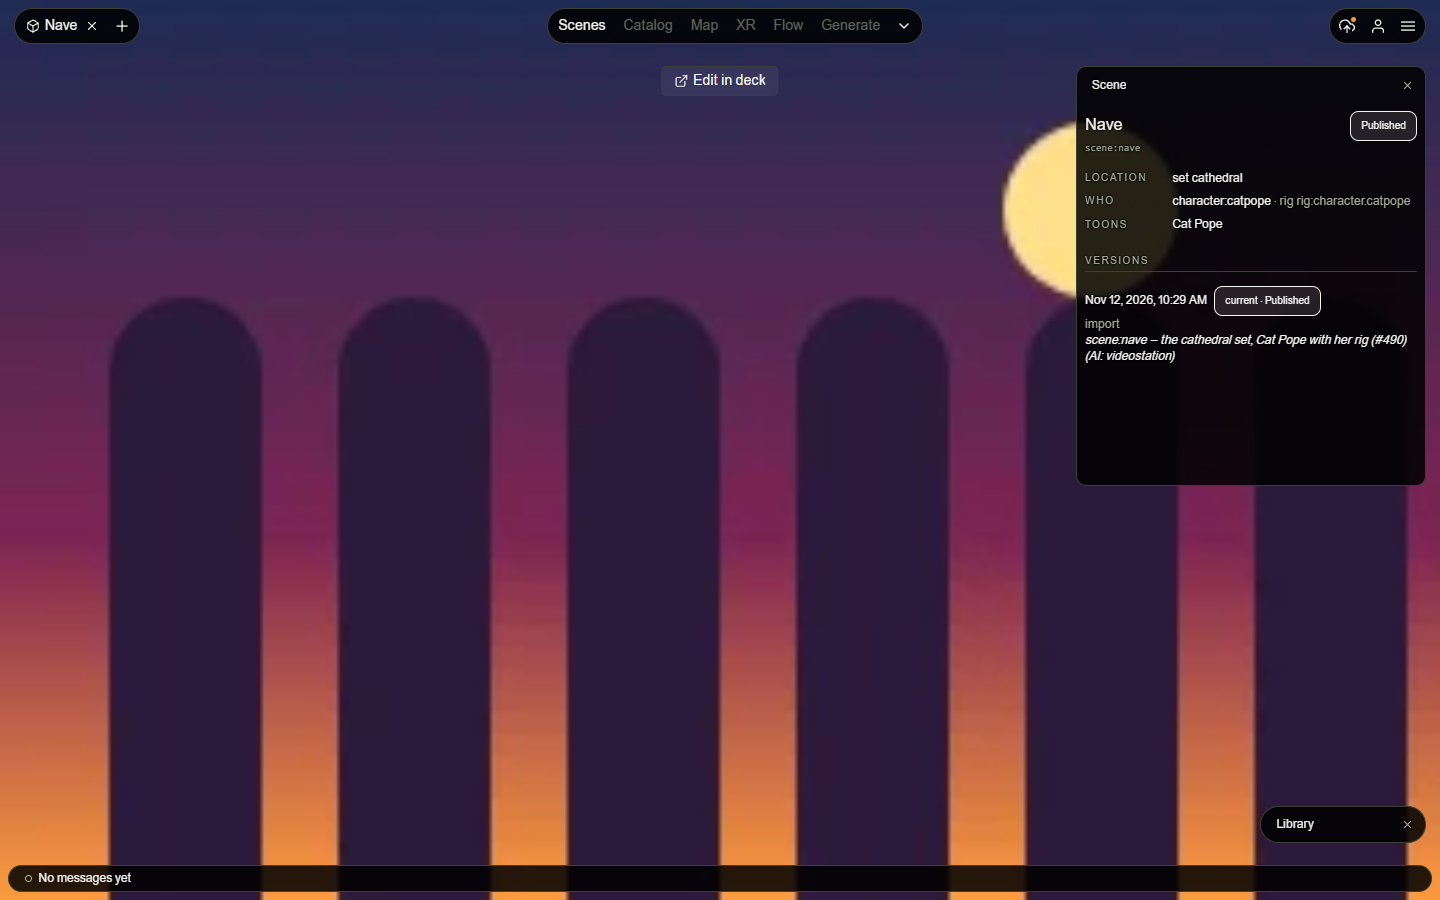 Nave
Scenes Catalog Map XR Flow Generate
Edit in deck
Scene
Nave
Published
scene:nave
LOCATION set cathedral
WHO character:catpope · rig rig:character.catpope
TOONS Cat Pope
VERSIONS
Nov 12, 2026, 10:29 AM current · Published
import
scene:nave – the cathedral set, Cat Pope with her rig (#490)
(AI: videostation)
Library
No messages yet